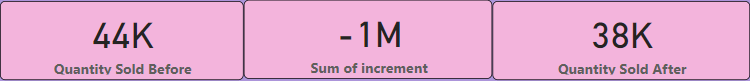 44K
Quantity Sold Before
-1M
Sum of increment
38K
Quantity Sold After